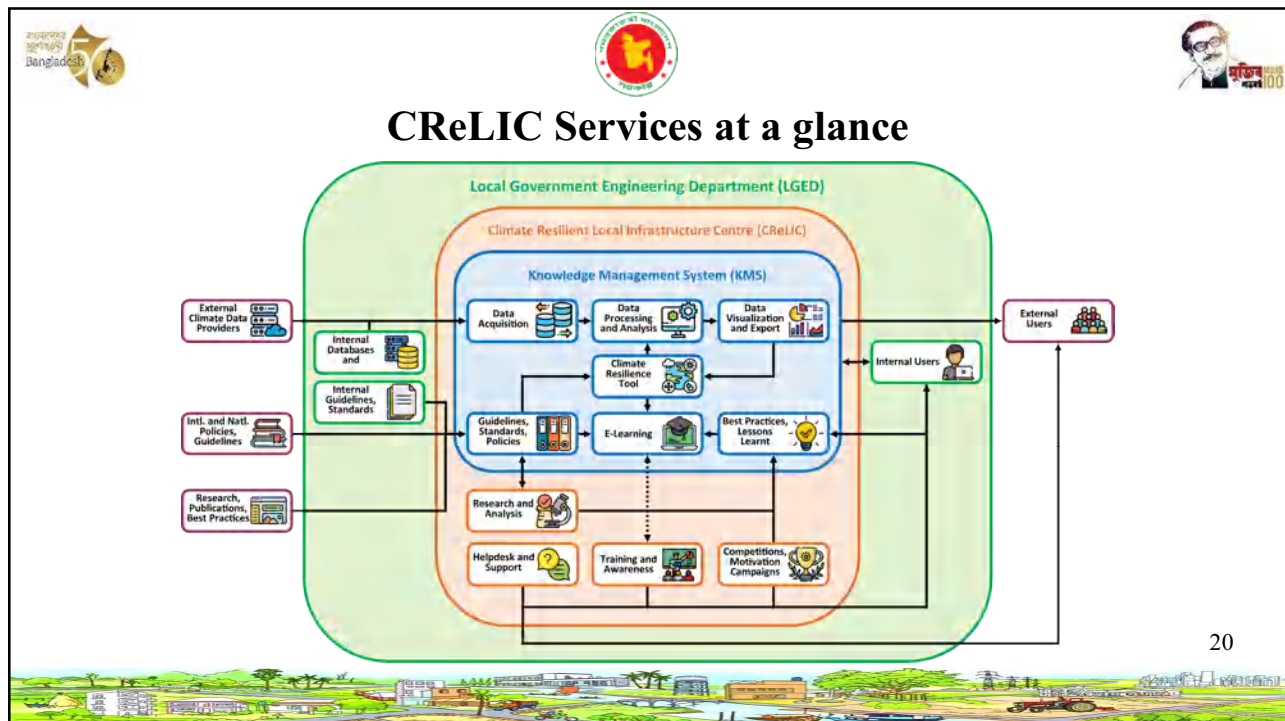 Bangladesh
50
মুজিব
100
CReLIC Services at a glance
Local Government Engineering Department (LGED)
Climate Resilient Local Infrastructure Centre (CReLIC)
Knowledge Management System (KMS)
External
Climate Data
Providers
Internal
Databases
and
Internal
Guidelines,
Standards
Intl. and Natl.
Policies,
Guidelines
Research,
Publications,
Best Practices
Data
Acquisition
Data
Processing
and Analysis
Data
Visualization
and Export
Climate
Resilience
Tool
Guidelines,
Standards,
Policies
E-Learning
Best Practices,
Lessons
Learnt
Research and
Analysis
Helpdesk and
Support
Training and
Awareness
Competitions,
Motivation
Campaigns
Internal Users
External
Users
20